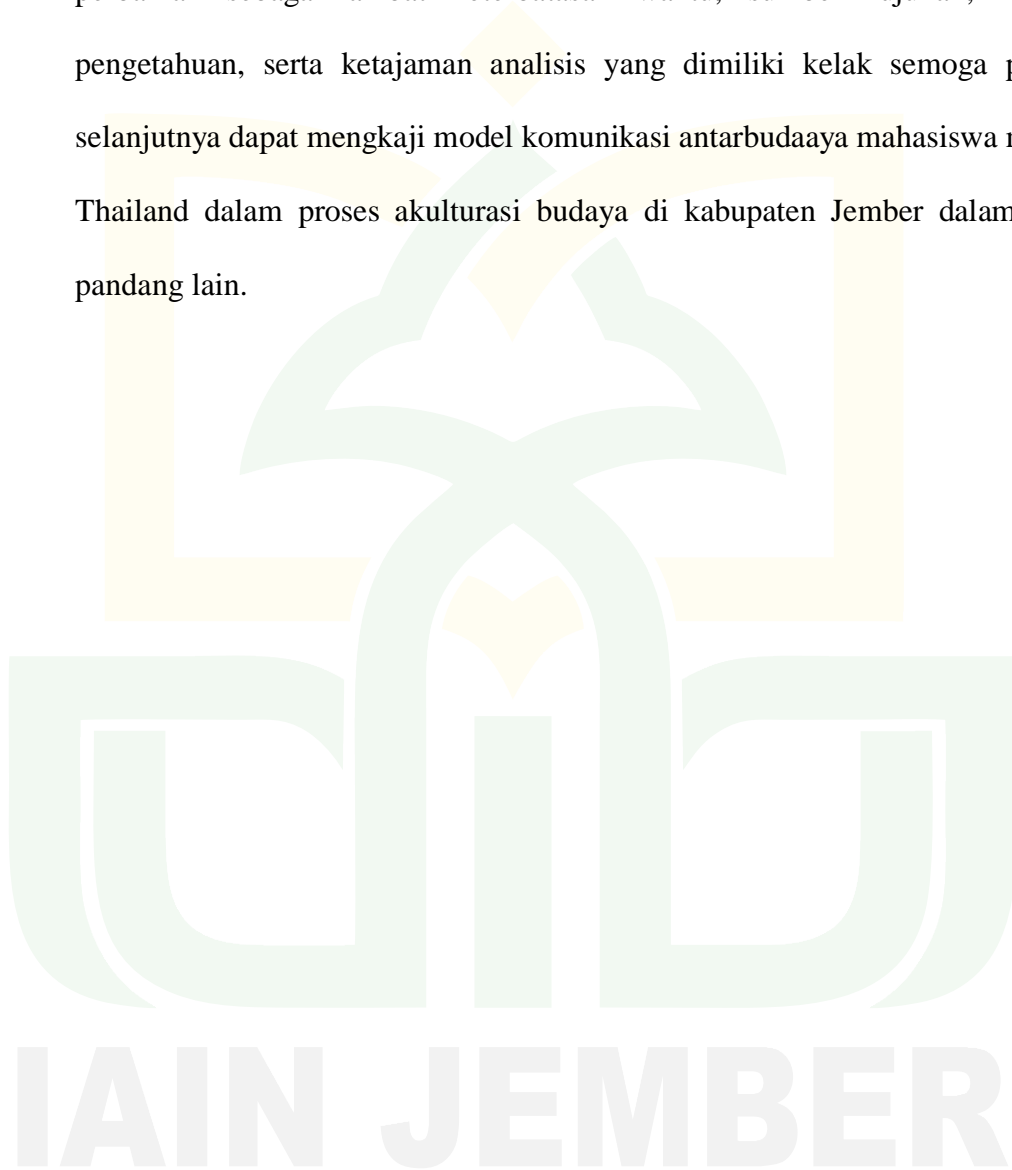 pengetahuan, serta ketajaman analisis yang dimiliki kelak semoga
selanjutnya dapat mengkaji model komunikasi antarbudaaya mahasiswa
Thailand dalam proses akulturasi budaya di kabupaten Jember dalam
pandang lain.
IAIN JEMBER